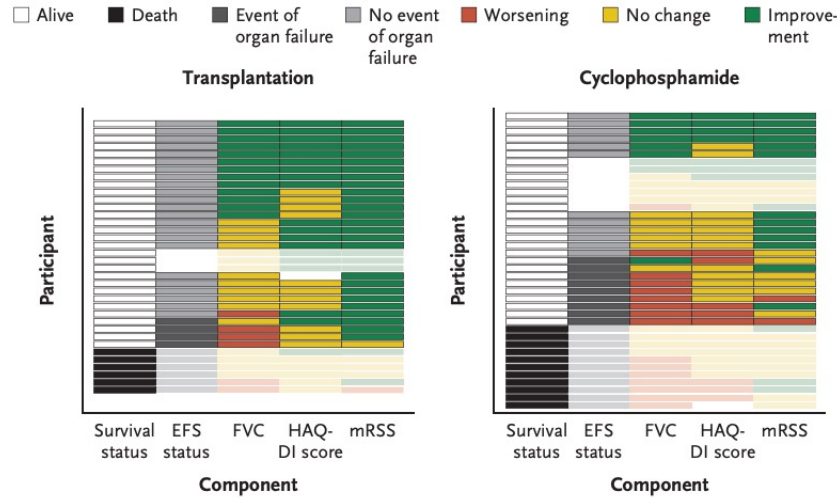 Alive
Death
Event of
organ failure
No event
of organ
failure
Worsening
No change
Improve-
ment
Transplantation
Participant
Survival
status
EFS
status
FVC
HAQ-
DI score
mRSS
Component
Cyclophosphamide
Participant
Survival
status
EFS
status
FVC
HAQ-
DI score
mRSS
Component